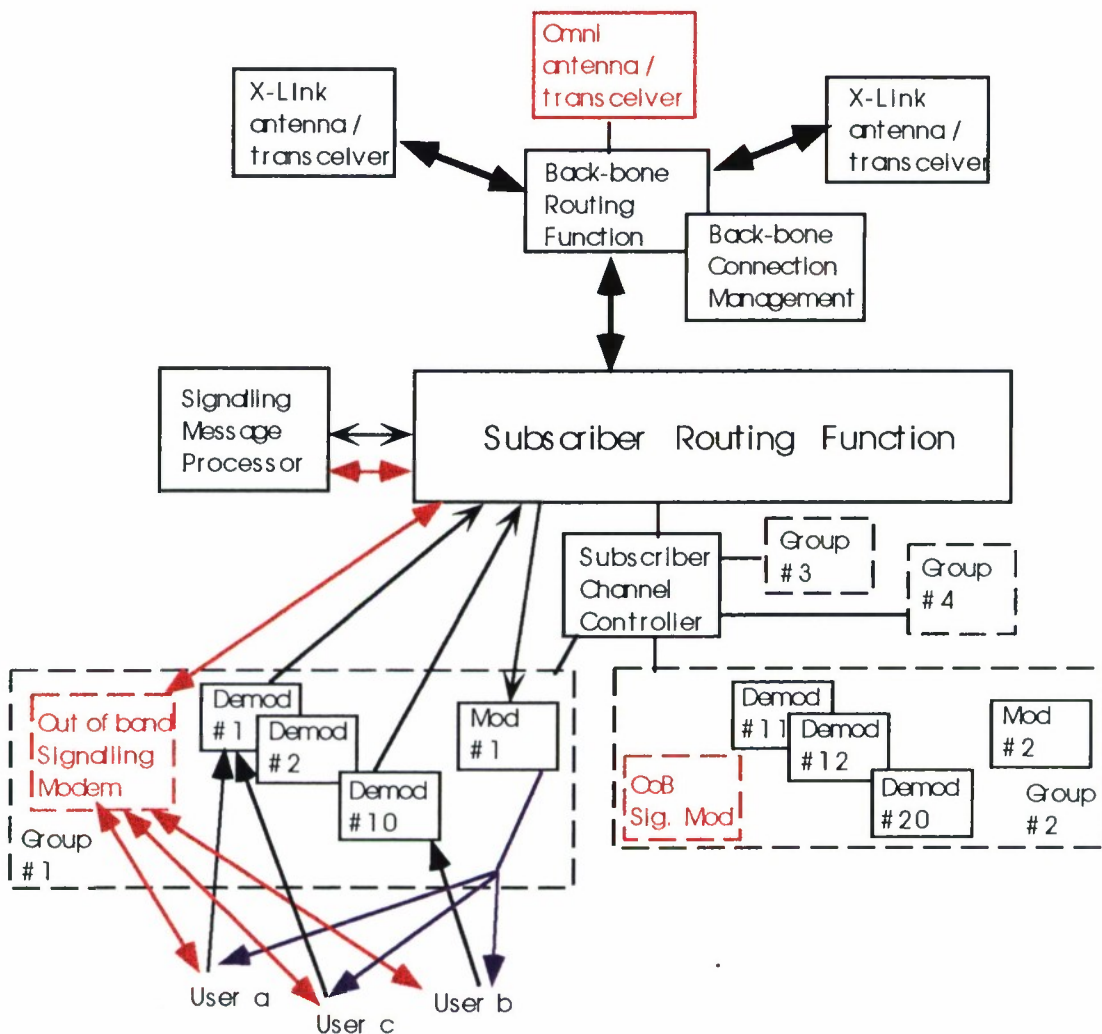 Omni
antenna/
transceiver
X-Link
antenna/
transceiver
X-Link
antenna/
transceiver
Back-bone
Routing
Function
Back-bone
Connection
Management
Signalling
Message
Processor
Subscriber Routing Function
Subscriber
Channel
Controller
Group
#3
Group
#4
Out of band
Signalling
Modem
Demod
#1
Demod
#2
Demod
#10
Mod
#1
Group
#1
Demod
#11
Demod
#12
Demod
#20
Mod
#2
OoB
Sig. Mod
Group
#2
User a
User c
User b